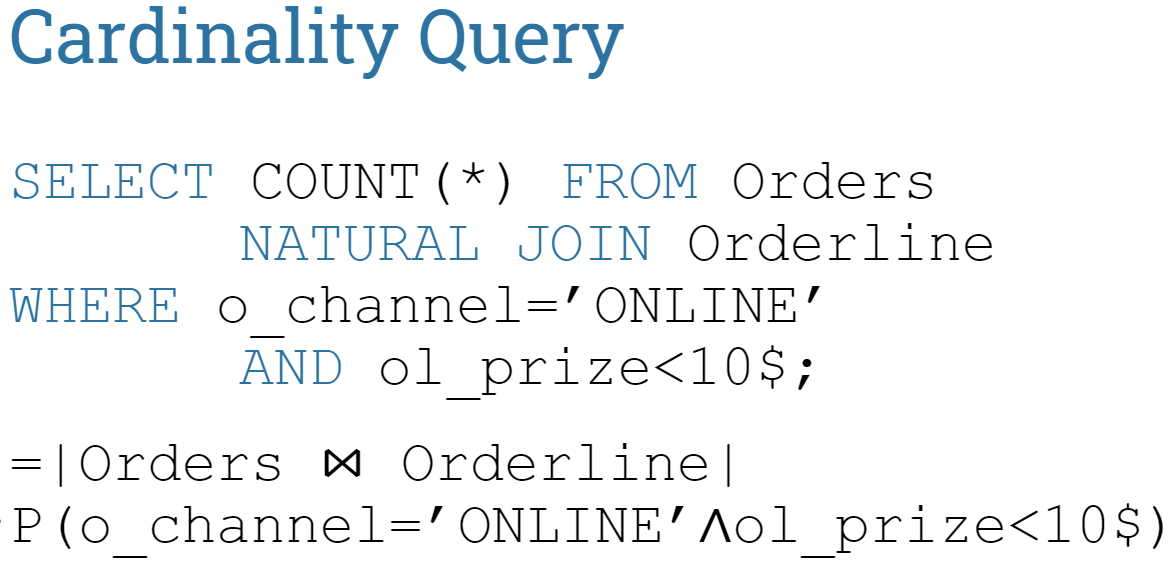 Cardinality Query
SELECT COUNT(*) FROM Orders
NATURAL JOIN Orderline
WHERE o_channel=’ONLINE’
AND ol_prize<10$;
=|Orders ⋈ Orderline|
P(o_channel=’ONLINE’⋀ol_prize<10$)